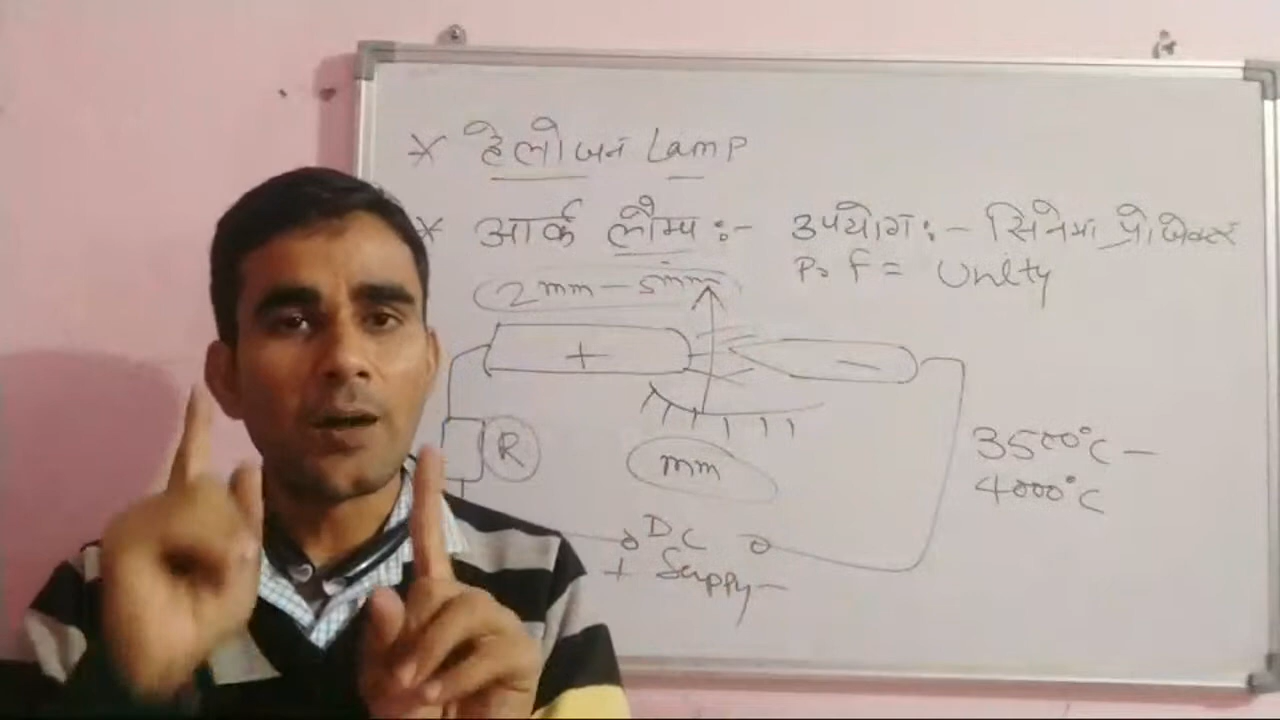 * हेलोजन Lamp
* आर्क लैम्प :- उपयोग :- सिनेमा प्रोजेक्टर
P. f = Unity
2mm - 5mm
+ -
R
mm
3500°C -
4000°C
DC
+ Supply -